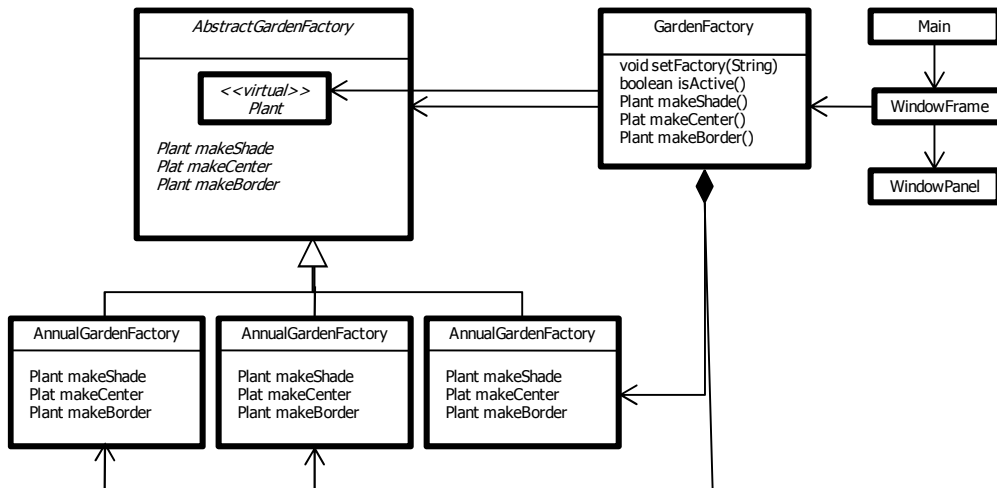 AbstractGardenFactory
<<virtual>>
Plant
Plant makeShade
Plat makeCenter
Plant makeBorder
GardenFactory
void setFactory(String)
boolean isActive()
Plant makeShade()
Plat makeCenter()
Plant makeBorder()
Main
WindowFrame
WindowPanel
AnnualGardenFactory
Plant makeShade
Plat makeCenter
Plant makeBorder
AnnualGardenFactory
Plant makeShade
Plat makeCenter
Plant makeBorder
AnnualGardenFactory
Plant makeShade
Plat makeCenter
Plant makeBorder